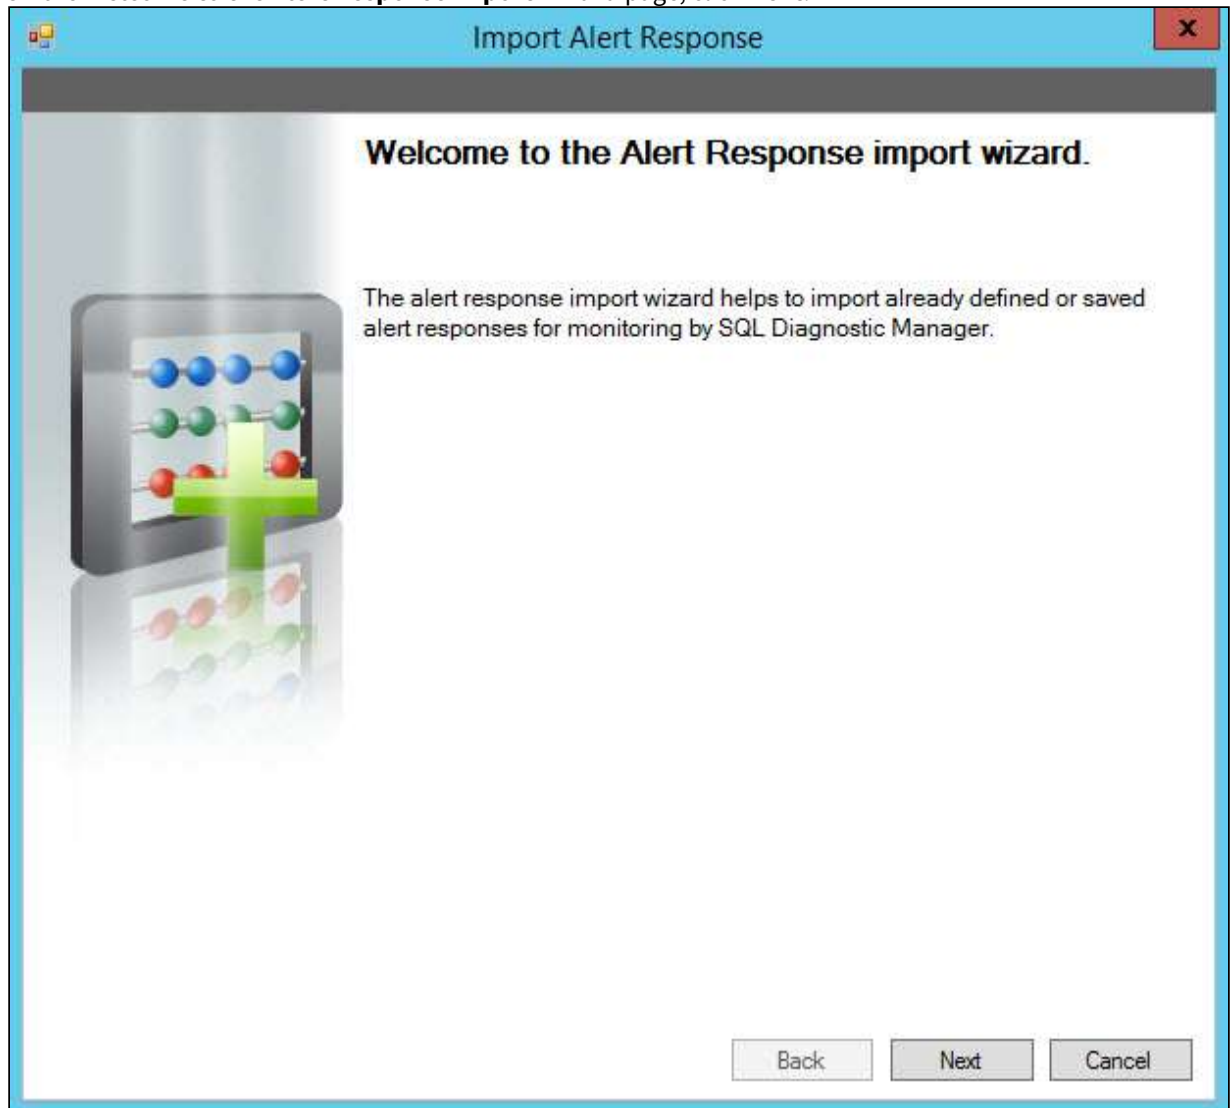 Import Alert Response
x
Welcome to the Alert Response import wizard.
The alert response import wizard helps to import already defined or saved
alert responses for monitoring by SQL Diagnostic Manager.
Back Next Cancel